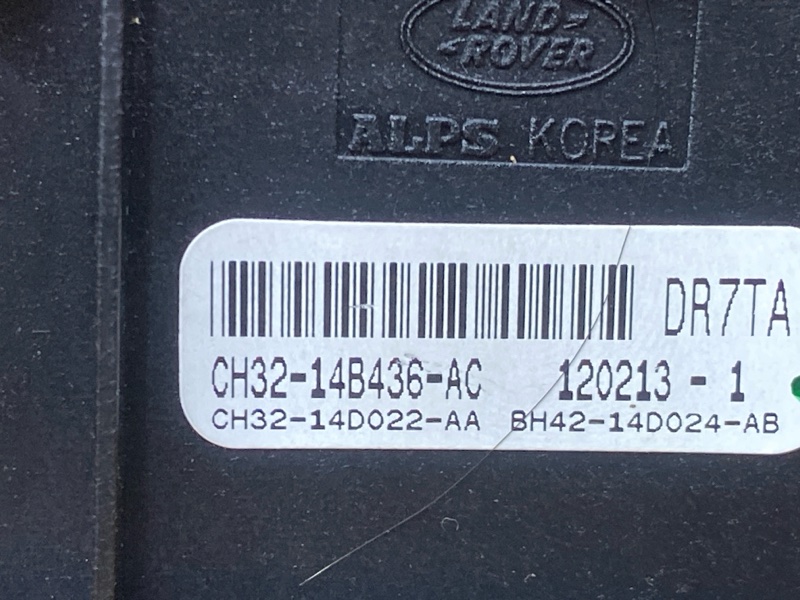 LAND
ROVER
ALPS KOREA
DR7TA
CH32-14B436-AC 120213 - 1
CH32-14D022-AA BH42-14D024-AB